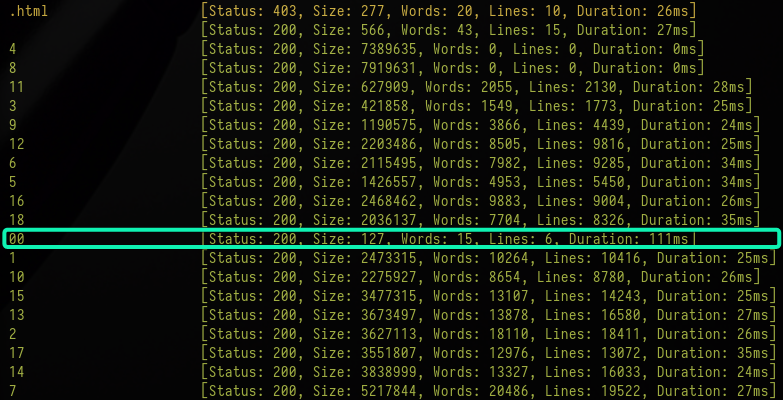 .html [Status: 403, Size: 277, Words: 20, Lines: 10, Duration: 26ms]
[Status: 200, Size: 566, Words: 43, Lines: 15, Duration: 27ms]
4 [Status: 200, Size: 7389635, Words: 0, Lines: 0, Duration: 0ms]
8 [Status: 200, Size: 7919631, Words: 0, Lines: 0, Duration: 0ms]
11 [Status: 200, Size: 627909, Words: 2055, Lines: 2130, Duration: 28ms]
3 [Status: 200, Size: 421858, Words: 1549, Lines: 1773, Duration: 25ms]
9 [Status: 200, Size: 1190575, Words: 3866, Lines: 4439, Duration: 24ms]
12 [Status: 200, Size: 2203486, Words: 8505, Lines: 9816, Duration: 25ms]
6 [Status: 200, Size: 2115495, Words: 7982, Lines: 9285, Duration: 34ms]
5 [Status: 200, Size: 1426557, Words: 4953, Lines: 5450, Duration: 34ms]
16 [Status: 200, Size: 2468462, Words: 9883, Lines: 9004, Duration: 26ms]
18 [Status: 200, Size: 2036137, Words: 7704, Lines: 8326, Duration: 35ms]
00 [Status: 200, Size: 127, Words: 15, Lines: 6, Duration: 111ms]
1 [Status: 200, Size: 2473315, Words: 10264, Lines: 10416, Duration: 25ms]
10 [Status: 200, Size: 2275927, Words: 8654, Lines: 8780, Duration: 26ms]
15 [Status: 200, Size: 3477315, Words: 13107, Lines: 14243, Duration: 25ms]
13 [Status: 200, Size: 3673497, Words: 13878, Lines: 16580, Duration: 27ms]
2 [Status: 200, Size: 3627113, Words: 18110, Lines: 18411, Duration: 26ms]
17 [Status: 200, Size: 3551807, Words: 12976, Lines: 13072, Duration: 35ms]
14 [Status: 200, Size: 3838999, Words: 13327, Lines: 16033, Duration: 24ms]
7 [Status: 200, Size: 5217844, Words: 20486, Lines: 19522, Duration: 27ms]